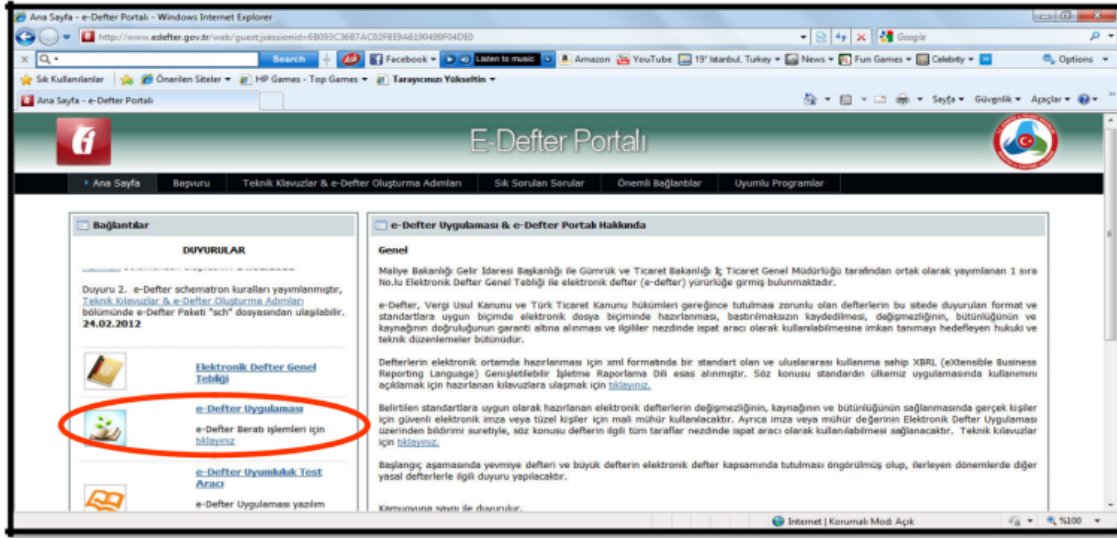 Ana Sayfa - e-Defter Portalı - Windows Internet Explorer
http://www.edefter.gov.tr/web/guest;jsessionid=6B093C36B7AC02F8E9A6190499F04DE0
Google
Search
Facebook
Listen to music
Amazon
YouTube
19° Istanbul, Turkey
News
Fun Games
Celebrity
Options
Sık Kullanılanlar
Önerilen Siteler
HP Games - Top Games
Tarayıcınızı Yükseltin
Ana Sayfa - e-Defter Portalı
Sayfa
Güvenlik
Araçlar
E-Defter Portalı
Ana Sayfa
Başvuru
Teknik Klavuzlar & e-Defter Oluşturma Adımları
Sık Sorulan Sorular
Önemli Bağlantılar
Uyumlu Programlar
Bağlantılar
DUYURULAR
Duyuru 2. e-Defter schematron kuralları yayımlanmıştır,
Teknik Kılavuzlar & e-Defter Oluşturma Adımları
bölümünde e-Defter Paketi "sch" dosyasından ulaşılabilir.
24.02.2012
Elektronik Defter Genel
Tebliği
e-Defter Uygulaması
e-Defter Beratı işlemleri için
tıklayınız
e-Defter Uyumluluk Test
Aracı
e-Defter Uygulaması yazılım
e-Defter Uygulaması & e-Defter Portalı Hakkında
Genel
Maliye Bakanlığı Gelir İdaresi Başkanlığı ile Gümrük ve Ticaret Bakanlığı İç Ticaret Genel Müdürlüğü tarafından ortak olarak yayımlanan 1 sıra
No.lu Elektronik Defter Genel Tebliği ile elektronik defter (e-defter) yürürlüğe girmiş bulunmaktadır.
e-Defter, Vergi Usul Kanunu ve Türk Ticaret Kanunu hükümleri gereğince tutulması zorunlu olan defterlerin bu sitede duyurulan format ve
standartlara uygun biçimde elektronik dosya biçiminde hazırlanması, bastırılmaksızın kaydedilmesi, değişmezliğinin, bütünlüğünün ve
kaynağının doğruluğunun garanti altına alınması ve ilgililer nezdinde ispat aracı olarak kullanılabilmesine imkan tanımayı hedefleyen hukuki ve
teknik düzenlemeler bütünüdür.
Defterlerin elektronik ortamda hazırlanması için xml formatında bir standart olan ve uluslararası kullanıma sahip XBRL (eXtensible Business
Reporting Language) Genişletilebilir İşletme Raporlama Dili esas alınmıştır. Söz konusu standardın ülkemiz uygulamasında kullanımını
açıklamak için hazırlanan kılavuzlara ulaşmak için tıklayınız.
Belirtilen standartlara uygun olarak hazırlanan elektronik defterlerin değişmezliğinin, kaynağının ve bütünlüğünün sağlanmasında gerçek kişiler
için güvenli elektronik imza veya tüzel kişiler için mali mühür kullanılacaktır. Ayrıca imza veya mühür değerinin Elektronik Defter Uygulaması
üzerinden bildirimi suretiyle, söz konusu defterin ilgili tüm taraflar nezdinde ispat aracı olarak kullanılabilmesi sağlanacaktır. Teknik kılavuzlar
için tıklayınız.
Başlangıç aşamasında yevmiye defteri ve büyük defterin elektronik defter kapsamında tutulması öngörülmüş olup, ilerleyen dönemlerde diğer
yasal defterlerle ilgili duyuru yapılacaktır.
Kamuoyuna saygı ile duyurulur.
Internet | Korumalı Mod: Açık
%100